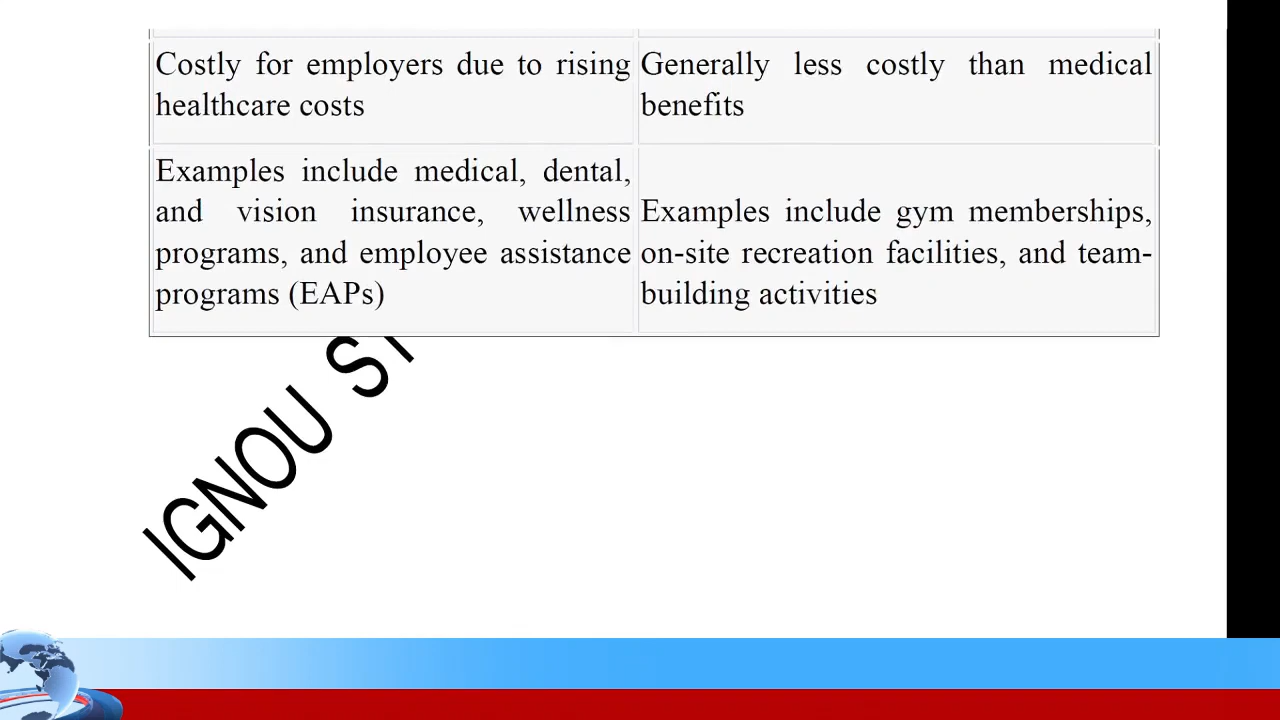 Costly for employers due to rising
healthcare costs
Generally less costly than medical
benefits
Examples include medical, dental,
and vision insurance, wellness
programs, and employee assistance
programs (EAPs)
Examples include gym memberships,
on-site recreation facilities, and team-
building activities
IGNOU ST